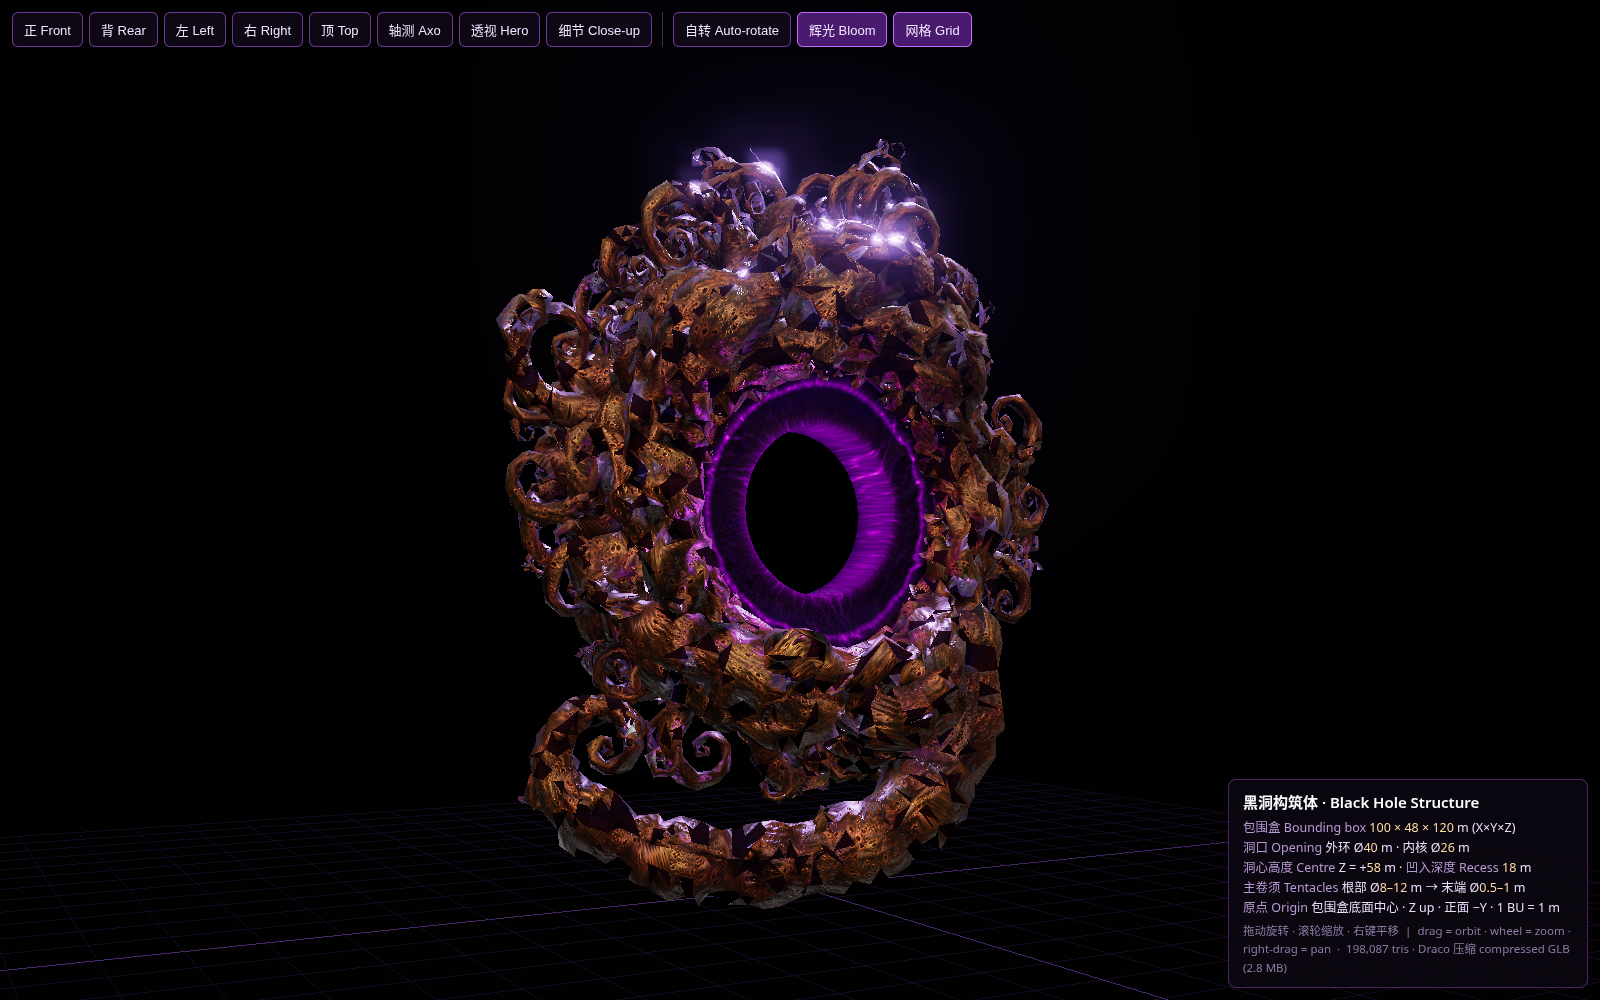 正 Front
背 Rear
左 Left
右 Right
顶 Top
轴测 Axo
透视 Hero
细节 Close-up
自转 Auto-rotate
辉光 Bloom
网格 Grid
黑洞构筑体 · Black Hole Structure
包围盒 Bounding box 100 × 48 × 120 m (X×Y×Z)
洞口 Opening 外环 Ø40 m · 内核 Ø26 m
洞心高度 Centre Z = +58 m · 凹入深度 Recess 18 m
主卷须 Tentacles 根部 Ø8–12 m → 末端 Ø0.5–1 m
原点 Origin 包围盒底面中心 · Z up · 正面 −Y · 1 BU = 1 m
拖动旋转 · 滚轮缩放 · 右键平移 | drag = orbit · wheel = zoom ·
right-drag = pan · 198,087 tris · Draco 压缩 compressed GLB
(2.8 MB)